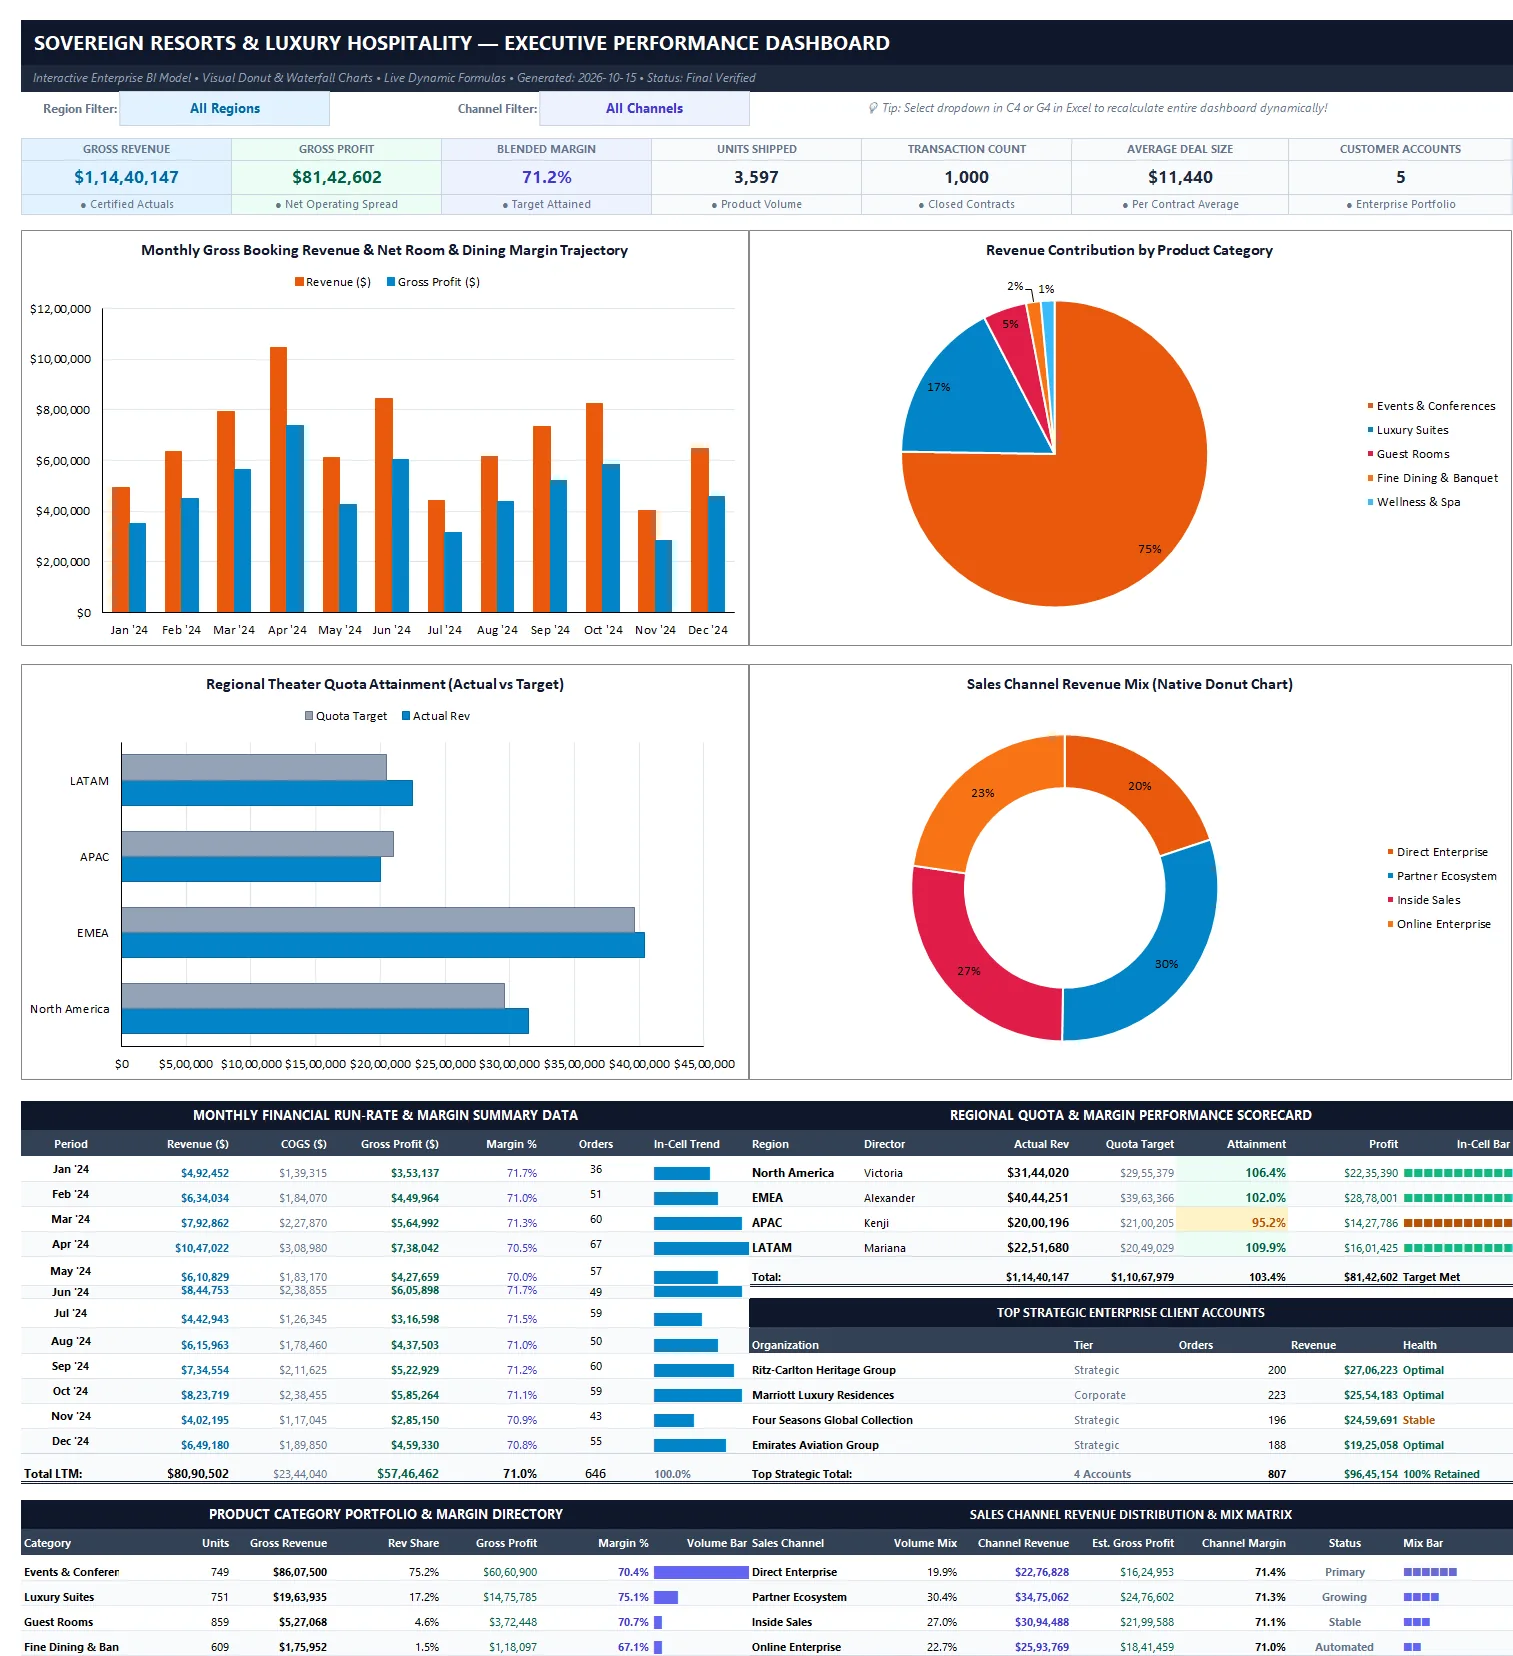 SOVEREIGN RESORTS & LUXURY HOSPITALITY — EXECUTIVE PERFORMANCE DASHBOARD
Interactive Enterprise BI Model • Visual Donut & Waterfall Charts • Live Dynamic Formulas • Generated: 2026-10-15 • Status: Final Verified
Region Filter: All Regions Channel Filter: All Channels 💡 Tip: Select dropdown in C4 or G4 in Excel to recalculate entire dashboard dynamically!
GROSS REVENUE GROSS PROFIT BLENDED MARGIN UNITS SHIPPED TRANSACTION COUNT AVERAGE DEAL SIZE CUSTOMER ACCOUNTS
$1,14,40,147 $81,42,602 71.2% 3,597 1,000 $11,440 5
● Certified Actuals ● Net Operating Spread ● Target Attained ● Product Volume ● Closed Contracts ● Per Contract Average ● Enterprise Portfolio
Monthly Gross Booking Revenue & Net Room & Dining Margin Trajectory
Revenue ($) Gross Profit ($)
$12,00,000
$10,00,000
$8,00,000
$6,00,000
$4,00,000
$2,00,000
$0
Jan '24 Feb '24 Mar '24 Apr '24 May '24 Jun '24 Jul '24 Aug '24 Sep '24 Oct '24 Nov '24 Dec '24
Revenue Contribution by Product Category
2% 1%
5%
17%
75%
Events & Conferences
Luxury Suites
Guest Rooms
Fine Dining & Banquet
Wellness & Spa
Regional Theater Quota Attainment (Actual vs Target)
Quota Target Actual Rev
LATAM
APAC
EMEA
North America
$0 $5,00,000 $10,00,000 $15,00,000 $20,00,000 $25,00,000 $30,00,000 $35,00,000 $40,00,000 $45,00,000
Sales Channel Revenue Mix (Native Donut Chart)
20%
23%
30%
27%
Direct Enterprise
Partner Ecosystem
Inside Sales
Online Enterprise
MONTHLY FINANCIAL RUN-RATE & MARGIN SUMMARY DATA
Period Revenue ($) COGS ($) Gross Profit ($) Margin % Orders In-Cell Trend
Jan '24 $4,92,452 $1,39,315 $3,53,137 71.7% 36
Feb '24 $6,34,034 $1,84,070 $4,49,964 71.0% 51
Mar '24 $7,92,862 $2,27,870 $5,64,992 71.3% 60
Apr '24 $10,47,022 $3,08,980 $7,38,042 70.5% 67
May '24 $6,10,829 $1,83,170 $4,27,659 70.0% 57
Jun '24 $8,44,753 $2,38,855 $6,05,898 71.7% 49
Jul '24 $4,42,943 $1,26,345 $3,16,598 71.5% 59
Aug '24 $6,15,963 $1,78,460 $4,37,503 71.0% 50
Sep '24 $7,34,554 $2,11,625 $5,22,929 71.2% 60
Oct '24 $8,23,719 $2,38,455 $5,85,264 71.1% 59
Nov '24 $4,02,195 $1,17,045 $2,85,150 70.9% 43
Dec '24 $6,49,180 $1,89,850 $4,59,330 70.8% 55
Total LTM: $80,90,502 $23,44,040 $57,46,462 71.0% 646 100.0%
REGIONAL QUOTA & MARGIN PERFORMANCE SCORECARD
Region Director Actual Rev Quota Target Attainment Profit In-Cell Bar
North America Victoria $31,44,020 $29,55,379 106.4% $22,35,390
EMEA Alexander $40,44,251 $39,63,366 102.0% $28,78,001
APAC Kenji $20,00,196 $21,00,205 95.2% $14,27,786
LATAM Mariana $22,51,680 $20,49,029 109.9% $16,01,425
Total: $1,14,40,147 $1,10,67,979 103.4% $81,42,602 Target Met
TOP STRATEGIC ENTERPRISE CLIENT ACCOUNTS
Organization Tier Orders Revenue Health
Ritz-Carlton Heritage Group Strategic 200 $27,06,223 Optimal
Marriott Luxury Residences Corporate 223 $25,54,183 Optimal
Four Seasons Global Collection Strategic 196 $24,59,691 Stable
Emirates Aviation Group Strategic 188 $19,25,058 Optimal
Top Strategic Total: 4 Accounts 807 $96,45,154 100% Retained
PRODUCT CATEGORY PORTFOLIO & MARGIN DIRECTORY
Category Units Gross Revenue Rev Share Gross Profit Margin % Volume Bar
Events & Conferen 749 $86,07,500 75.2% $60,60,900 70.4%
Luxury Suites 751 $19,63,935 17.2% $14,75,785 75.1%
Guest Rooms 859 $5,27,068 4.6% $3,72,448 70.7%
Fine Dining & Ban 609 $1,75,952 1.5% $1,18,097 67.1%
SALES CHANNEL REVENUE DISTRIBUTION & MIX MATRIX
Sales Channel Volume Mix Channel Revenue Est. Gross Profit Channel Margin Status Mix Bar
Direct Enterprise 19.9% $22,76,828 $16,24,953 71.4% Primary
Partner Ecosystem 30.4% $34,75,062 $24,76,602 71.3% Growing
Inside Sales 27.0% $30,94,488 $21,99,588 71.1% Stable
Online Enterprise 22.7% $25,93,769 $18,41,459 71.0% Automated